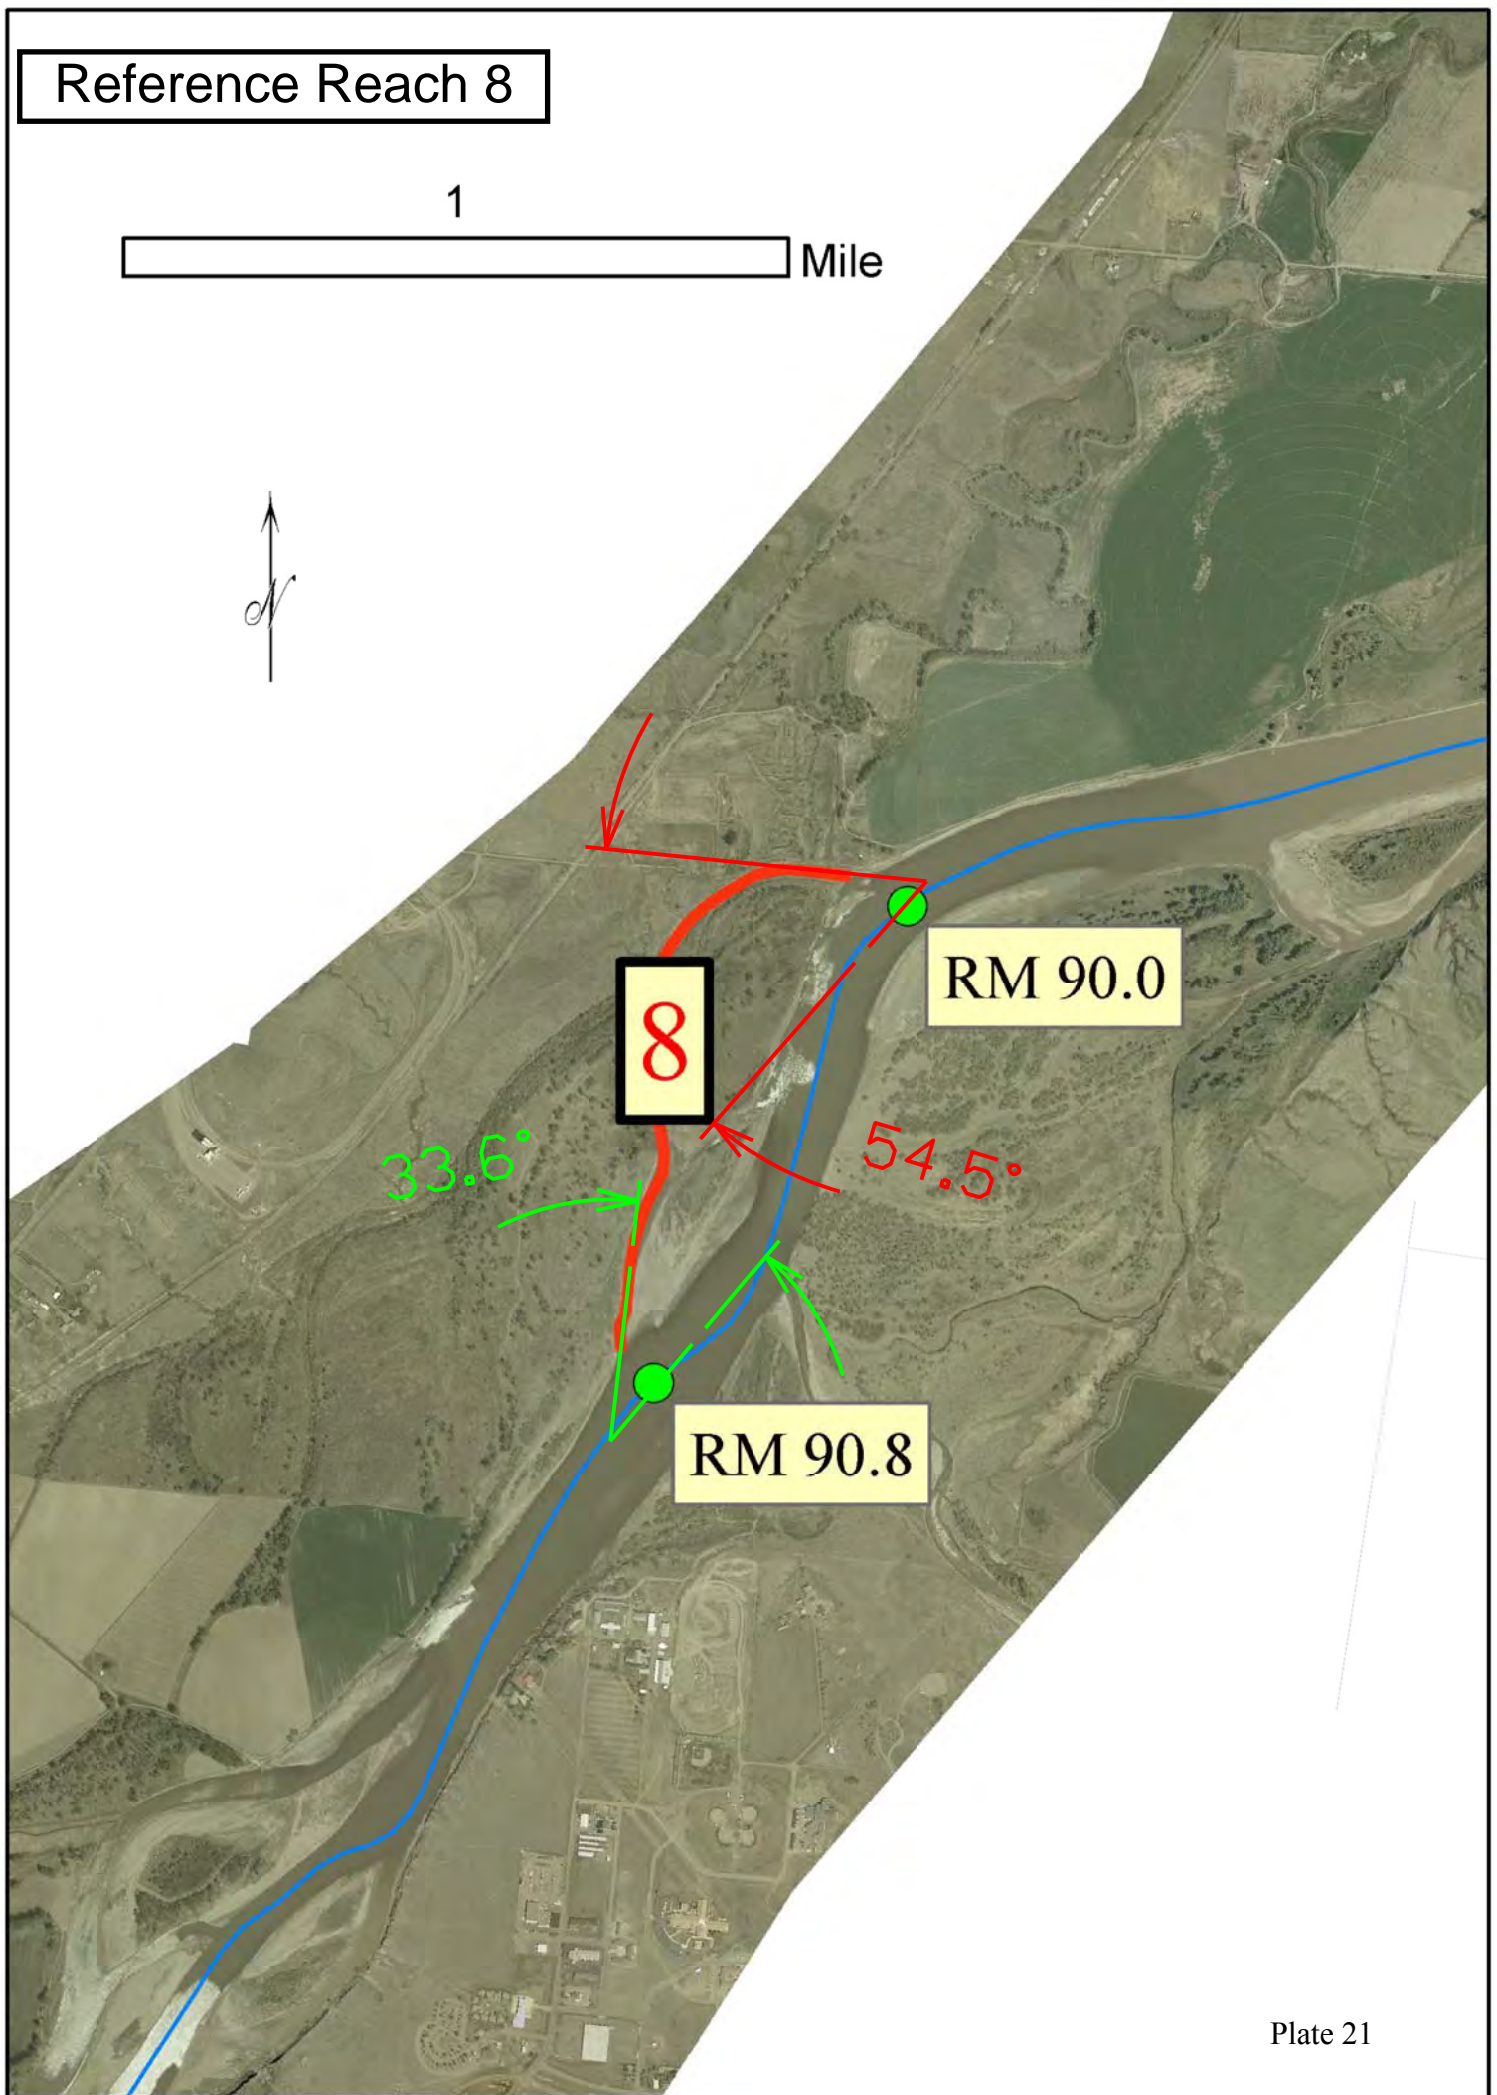 Reference Reach 8
1
Mile
N
RM 90.0
8
54.5°
33.6°
RM 90.8
Plate 21